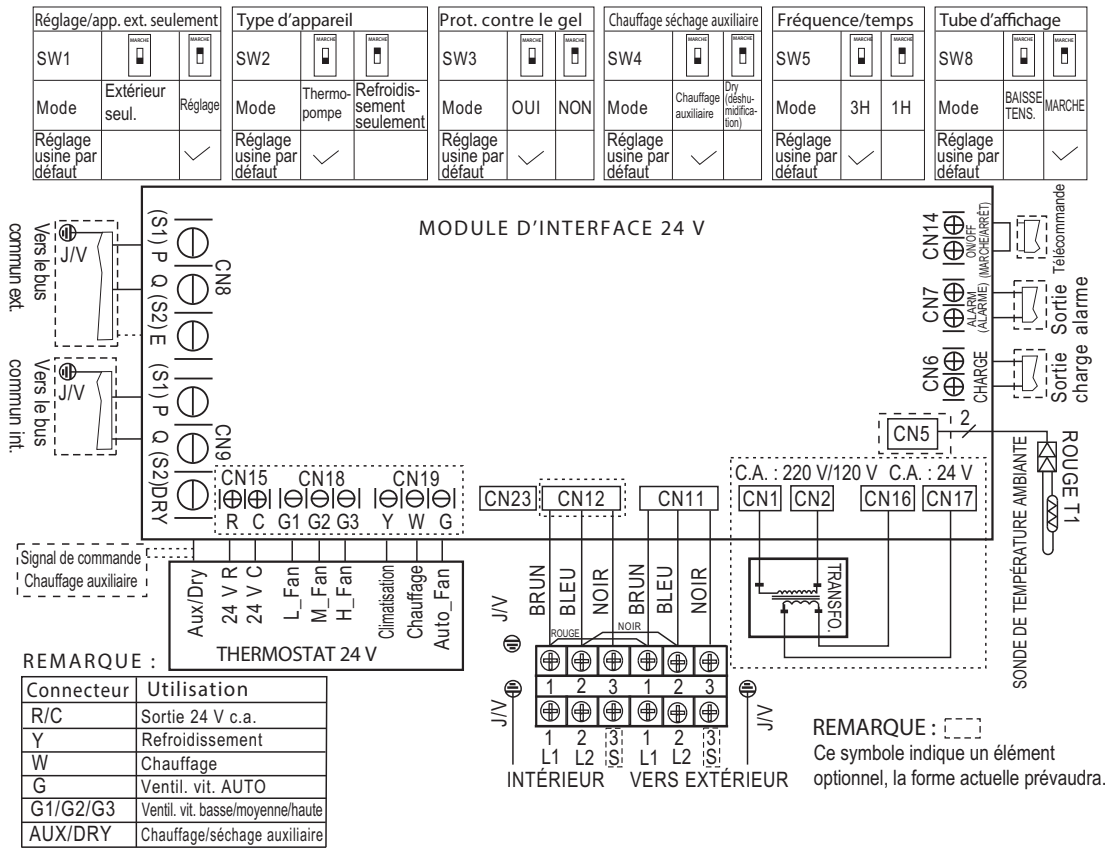 Réglage/app. ext. seulement
SW1
MARCHE
MARCHE
Mode
Extérieur
seul.
Réglage
Réglage
usine par
défaut
Type d'appareil
SW2
MARCHE
MARCHE
Mode
Thermo-
pompe
Refroidis-
sement
seulement
Réglage
usine par
défaut
Prot. contre le gel
SW3
MARCHE
MARCHE
Mode
OUI
NON
Réglage
usine par
défaut
Chauffage séchage auxiliaire
SW4
MARCHE
MARCHE
Mode
Chauffage
auxiliaire
Dry
(déshu-
midifica-
tion)
Réglage
usine par
défaut
Fréquence/temps
SW5
MARCHE
MARCHE
Mode
3H
1H
Réglage
usine par
défaut
Tube d'affichage
SW8
MARCHE
MARCHE
Mode
BAISSE
TENS.
MARCHE
Réglage
usine par
défaut
MODULE D'INTERFACE 24 V
Vers le bus
commun ext.
J/V
(S1) P
Q (S2) E
CN8
Vers le bus
commun int.
J/V
(S1) P
Q (S2) DRY
CN9
CN14
ON/OFF
(MARCHE/ARRÊT)
Télécommande
CN7
ALARM
(ALARME)
Sortie
alarme
CN6
CHARGE
Sortie
charge
CN5
2
ROUGE T1
SONDE DE TEMPÉRATURE AMBIANTE
CN15
CN18
CN19
R C G1 G2 G3 Y W G
CN23
CN12
CN11
C.A. : 220 V/120 V C.A. : 24 V
CN1
CN2
CN16
CN17
TRANSFO.
Signal de commande
Chauffage auxiliaire
Aux/Dry
24 V R
24 V C
L_Fan
M_Fan
H_Fan
Climatisation
Chauffage
Auto_Fan
THERMOSTAT 24 V
J/V
BRUN
BLEU
NOIR
BRUN
BLEU
NOIR
ROUGE
NOIR
1 2 3 1 2 3
J/V
J/V
1 2 3 1 2 3
L1 L2 S L1 L2 S
INTÉRIEUR VERS EXTÉRIEUR
REMARQUE :
Connecteur Utilisation
R/C Sortie 24 V c.a.
Y Refroidissement
W Chauffage
G Ventil. vit. AUTO
G1/G2/G3 Ventil. vit. basse/moyenne/haute
AUX/DRY Chauffage/séchage auxiliaire
REMARQUE :
Ce symbole indique un élément
optionnel, la forme actuelle prévaudra.